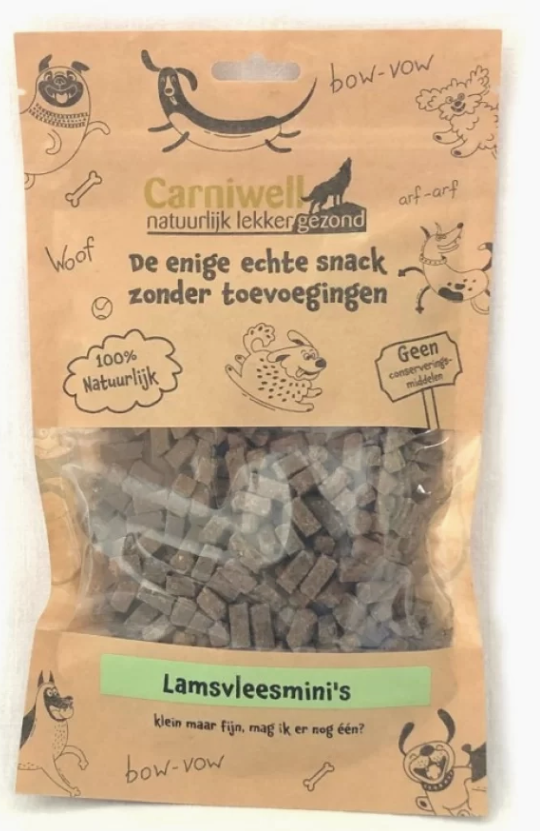 bow-vow
Carniwell
natuurlijk lekker gezond
arf-arf
Woof
De enige echte snack
zonder toevoegingen
100%
Natuurlijk
Geen
conserverings-
middelen
Lamsvleesmini's
klein maar fijn, mag ik er nog één?
bow-vow